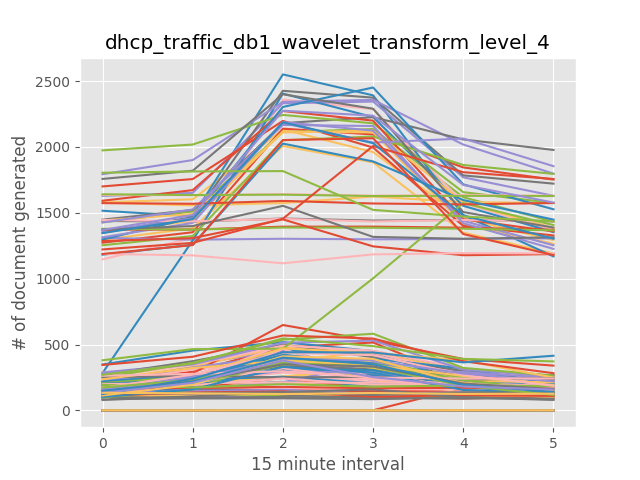 dhcp_traffic_db1_wavelet_transform_level_4
2500
2000
1500
1000
500
0
# of document generated
0 1 2 3 4 5
15 minute interval